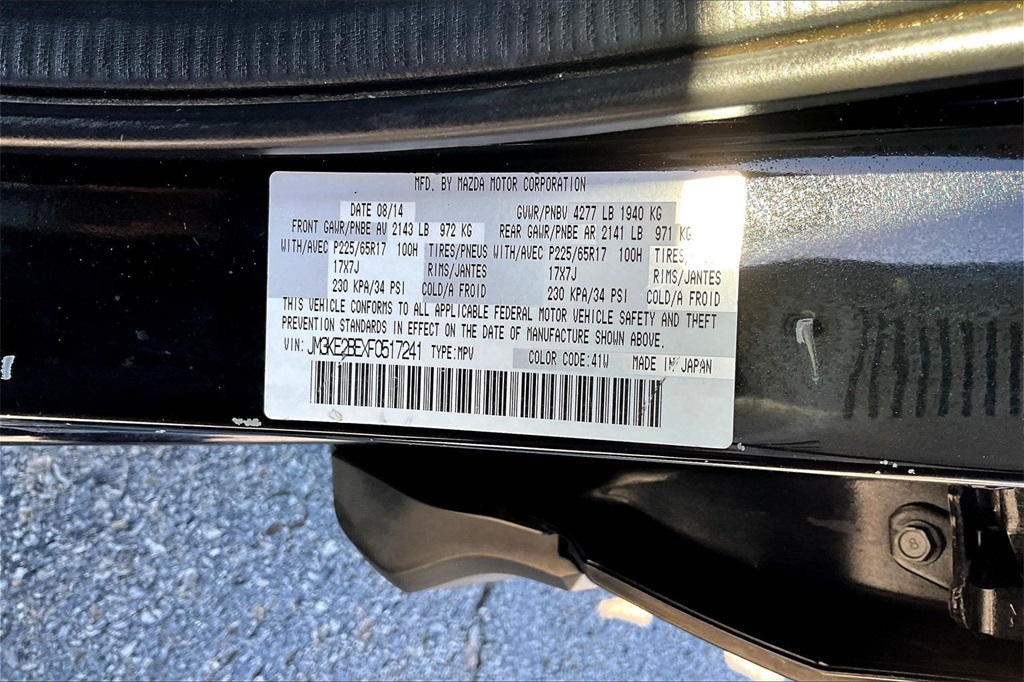 MFD. BY MAZDA MOTOR CORPORATION
DATE 08/14 GVWR/PNBV 4277 LB 1940 KG
FRONT GAWR/PNBE AV 2143 LB 972 KG REAR GAWR/PNBE AR 2141 LB 971 KG
WITH/AVEC P225/65R17 100H TIRES/PNEUS WITH/AVEC P225/65R17 100H TIRES/PNEUS
17X7J RIMS/JANTES 17X7J RIMS/JANTES
230 KPA/34 PSI COLD/A FROID 230 KPA/34 PSI COLD/A FROID
THIS VEHICLE CONFORMS TO ALL APPLICABLE FEDERAL MOTOR VEHICLE SAFETY AND THEFT
PREVENTION STANDARDS IN EFFECT ON THE DATE OF MANUFACTURE SHOWN ABOVE.
VIN: JM3KE2BEXF0517241 TYPE:MPV COLOR CODE:41W MADE IN JAPAN
8